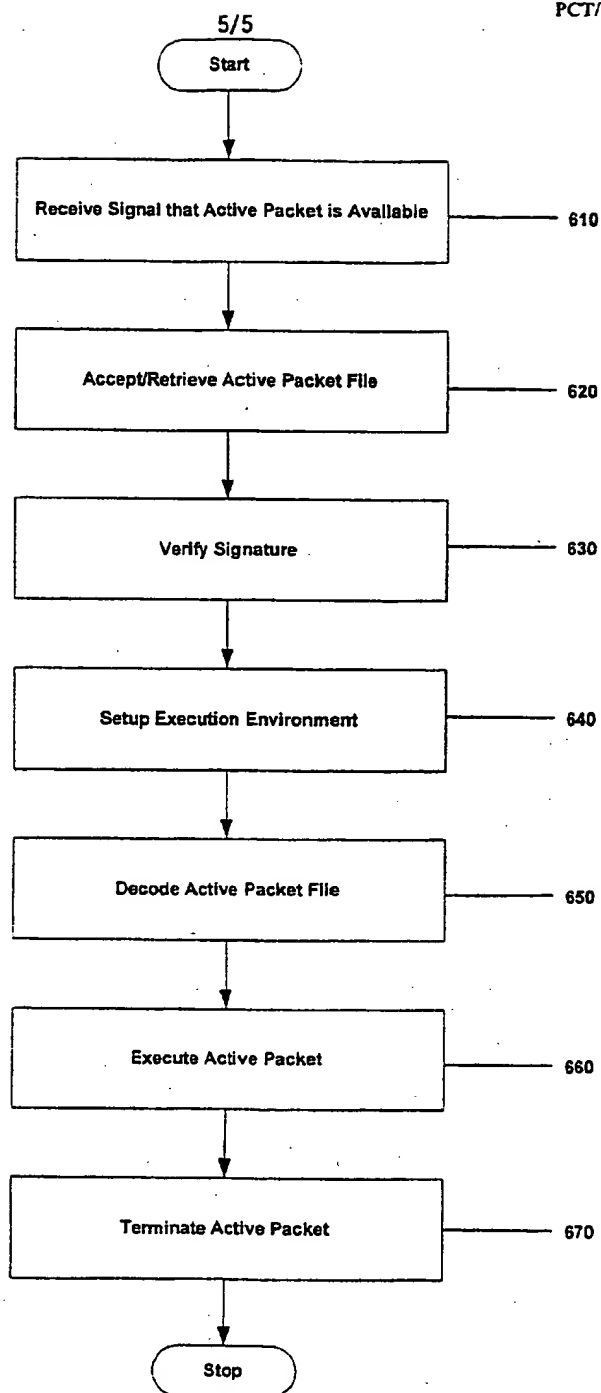 PCT/
5/5
Start
Receive Signal that Active Packet is Available
610
Accept/Retrieve Active Packet File
620
Verify Signature
630
Setup Execution Environment
640
Decode Active Packet File
650
Execute Active Packet
660
Terminate Active Packet
670
Stop